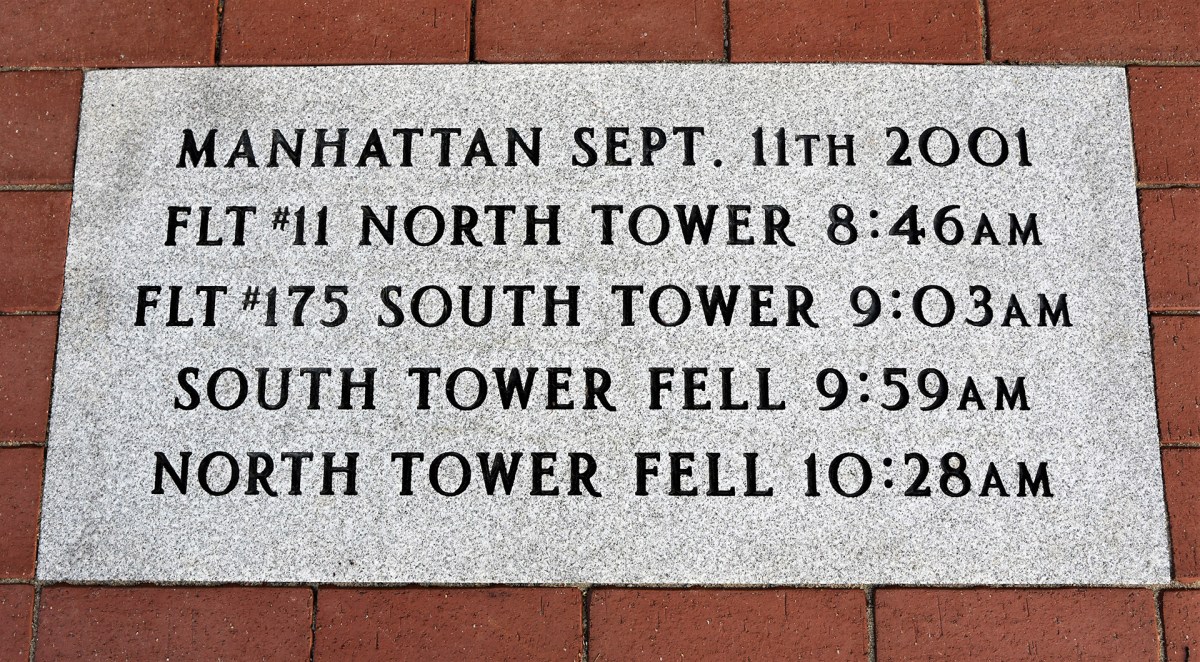 MANHATTAN SEPT. 11TH 2001
FLT #11 NORTH TOWER 8:46AM
FLT #175 SOUTH TOWER 9:03AM
SOUTH TOWER FELL 9:59AM
NORTH TOWER FELL 10:28AM